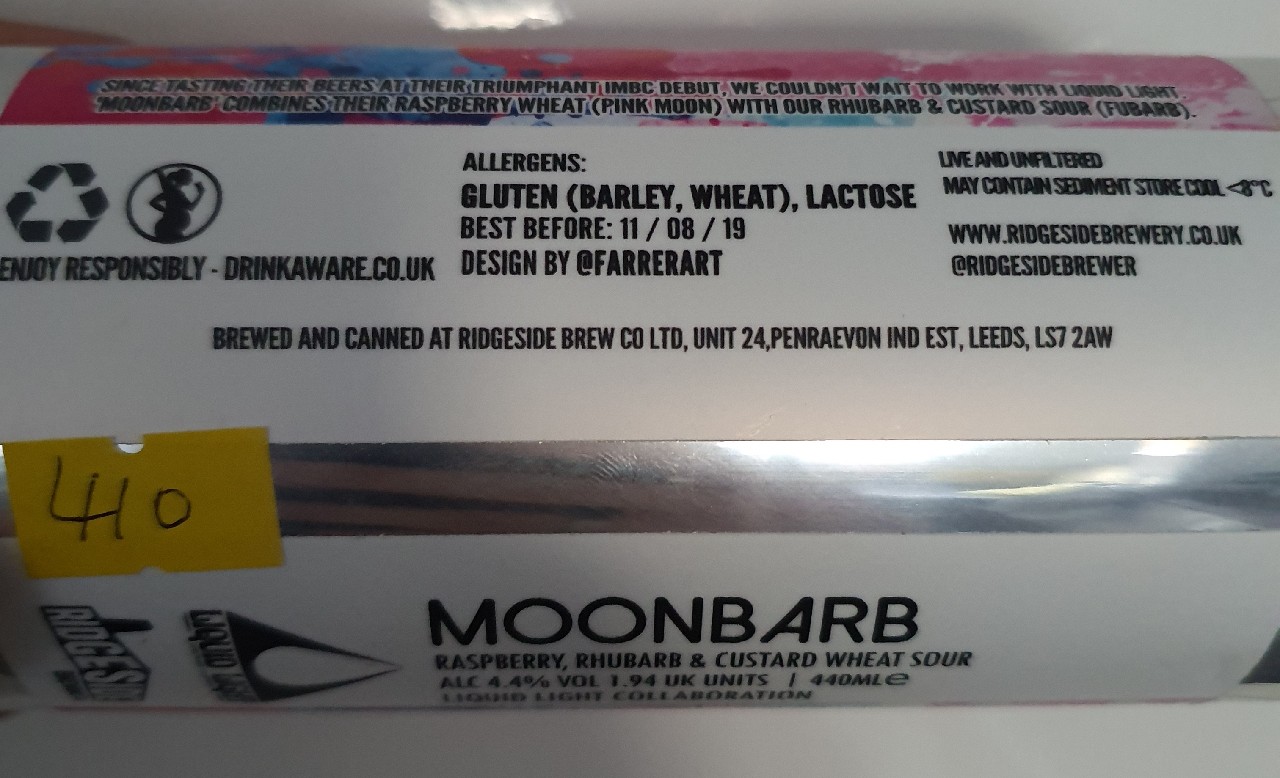 SINCE TASTING THEIR BEERS AT THEIR TRIUMPHANT IMBC DEBUT, WE COULDN'T WAIT TO WORK WITH LIQUID LIGHT.
'MOONBARB' COMBINES THEIR RASPBERRY WHEAT (PINK MOON) WITH OUR RHUBARB & CUSTARD SOUR (FUBARB).
ENJOY RESPONSIBLY - DRINKAWARE.CO.UK
ALLERGENS:
GLUTEN (BARLEY, WHEAT), LACTOSE
BEST BEFORE: 11 / 08 / 19
DESIGN BY @FARRERART
LIVE AND UNFILTERED
MAY CONTAIN SEDIMENT STORE COOL <8°C
WWW.RIDGESIDEBREWERY.CO.UK
@RIDGESIDEBREWER
BREWED AND CANNED AT RIDGESIDE BREW CO LTD, UNIT 24,PENRAEVON IND EST, LEEDS, LS7 2AW
410
RIDGESIDE
LIQUID LIGHT
MOONBARB
RASPBERRY, RHUBARB & CUSTARD WHEAT SOUR
ALC 4.4% VOL 1.94 UK UNITS | 440ML℮
LIQUID LIGHT COLLABORATION